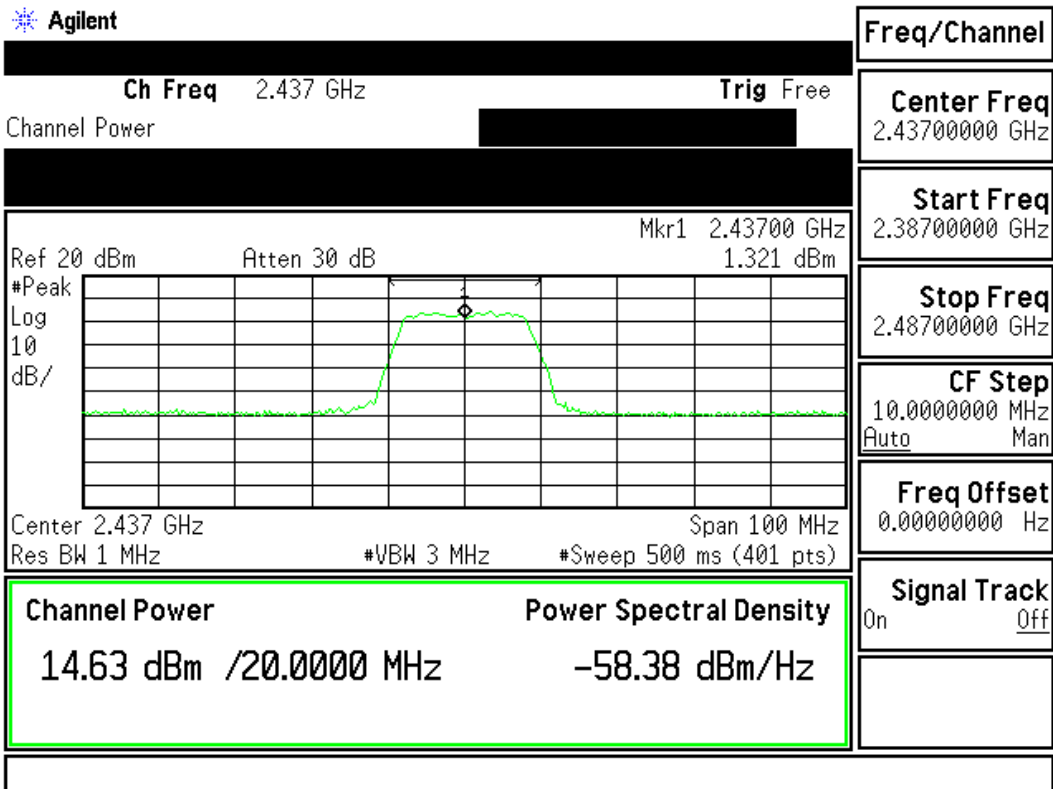 Agilent
Freq/Channel
Ch Freq 2.437 GHz Trig Free
Channel Power
Center Freq
2.43700000 GHz
Start Freq
2.38700000 GHz
Stop Freq
2.48700000 GHz
CF Step
10.0000000 MHz
Auto Man
Freq Offset
0.00000000 Hz
Signal Track
On Off
Mkr1 2.43700 GHz
Ref 20 dBm Atten 30 dB 1.321 dBm
#Peak
Log
10
dB/
1
Center 2.437 GHz Span 100 MHz
Res BW 1 MHz #VBW 3 MHz #Sweep 500 ms (401 pts)
Channel Power Power Spectral Density
14.63 dBm /20.0000 MHz -58.38 dBm/Hz